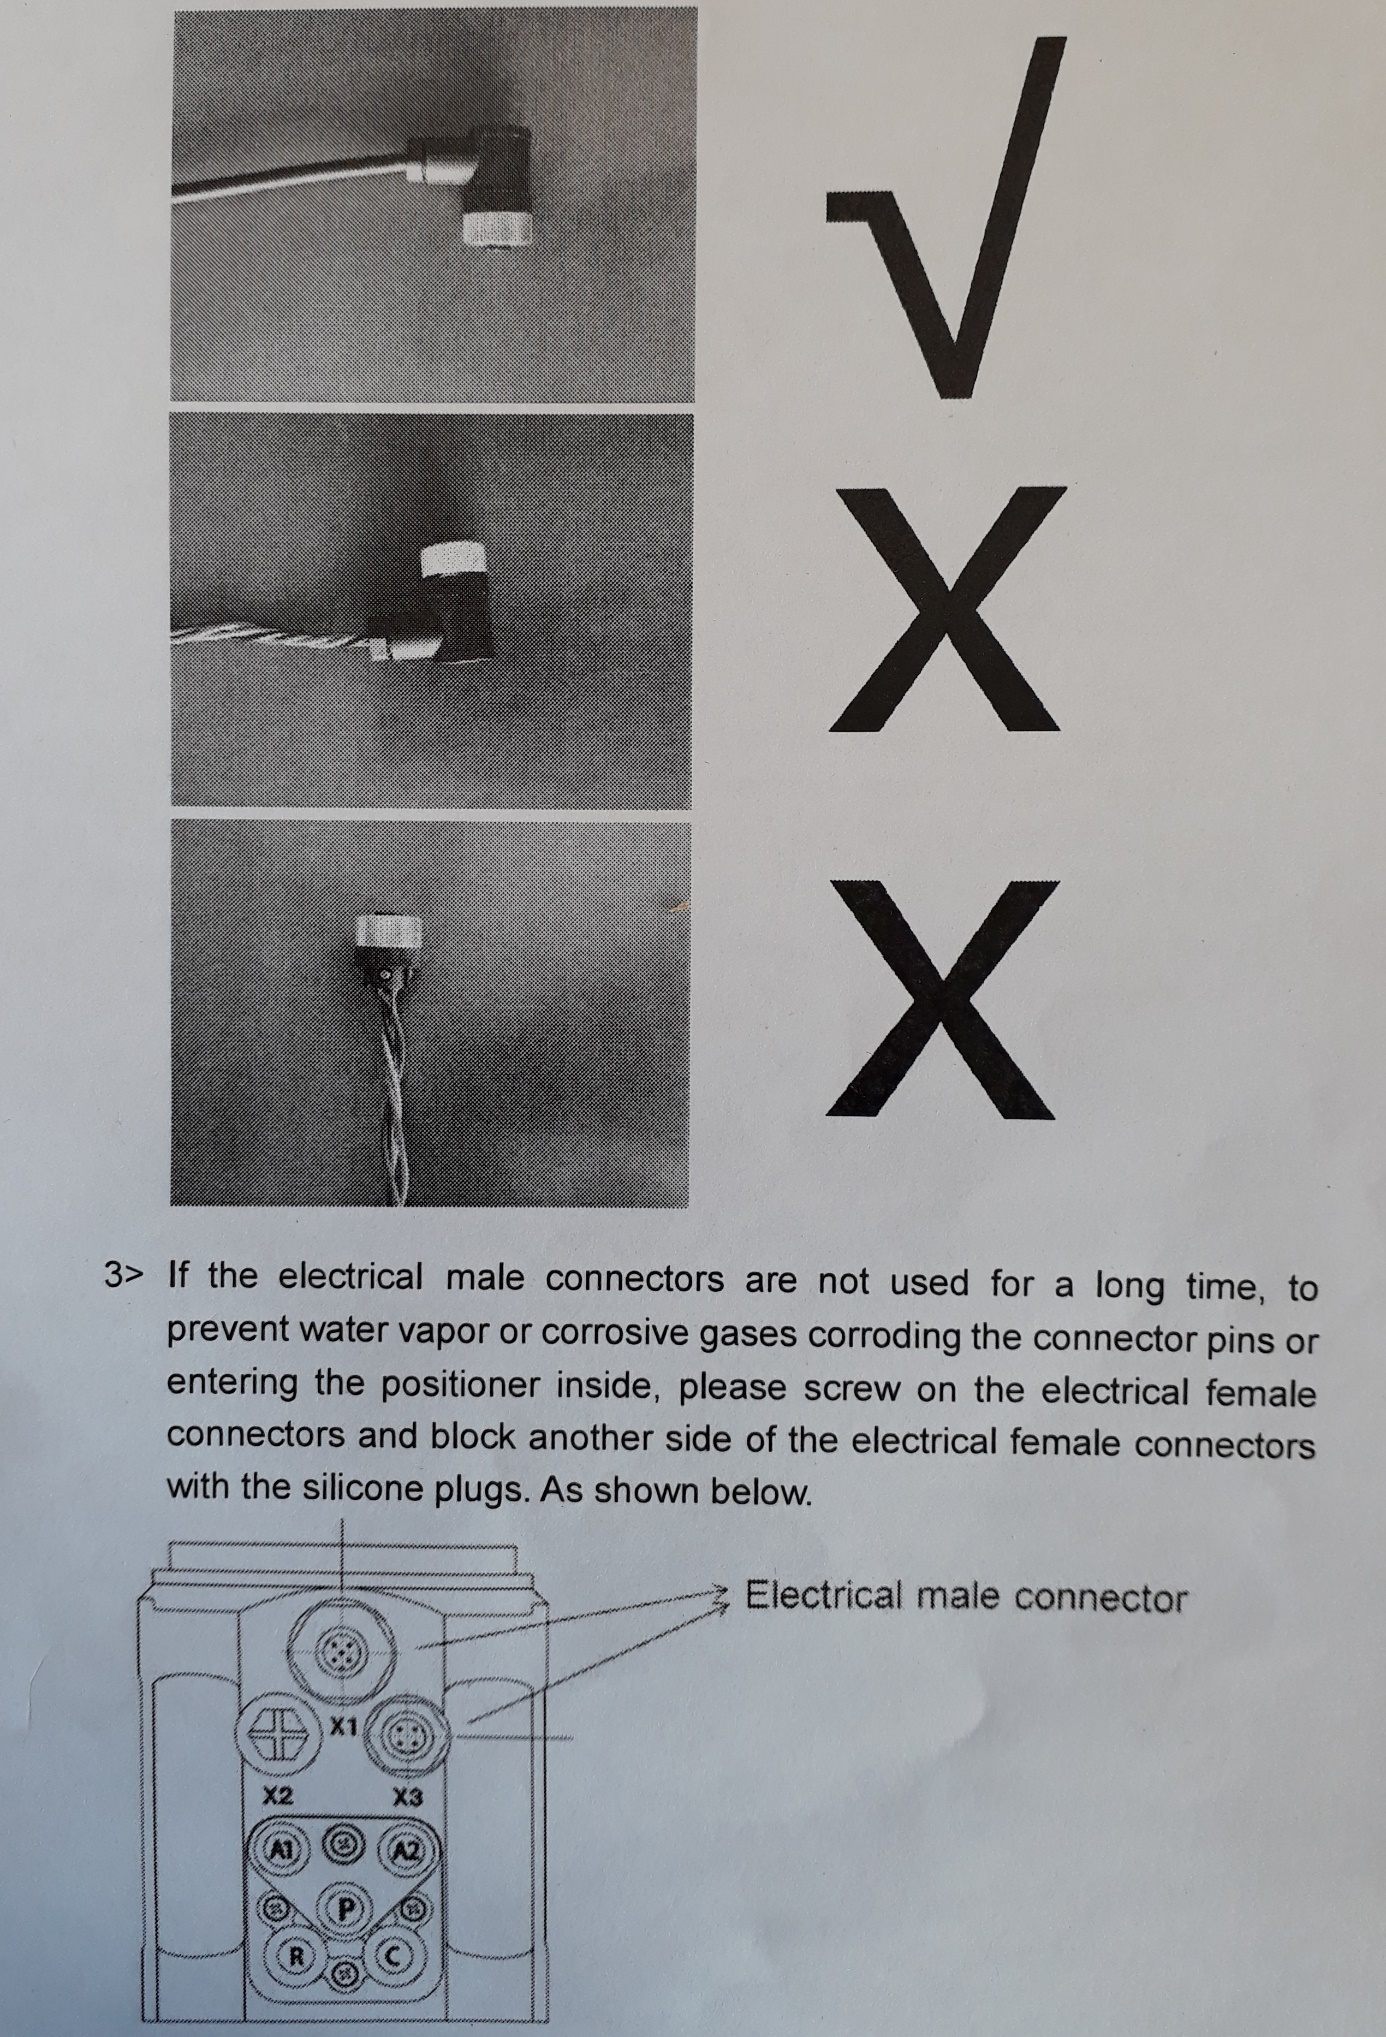 √
X
X
3> If the electrical male connectors are not used for a long time, to
prevent water vapor or corrosive gases corroding the connector pins or
entering the positioner inside, please screw on the electrical female
connectors and block another side of the electrical female connectors
with the silicone plugs. As shown below.
Electrical male connector
X1
X2 X3
A1 A2
P
R C